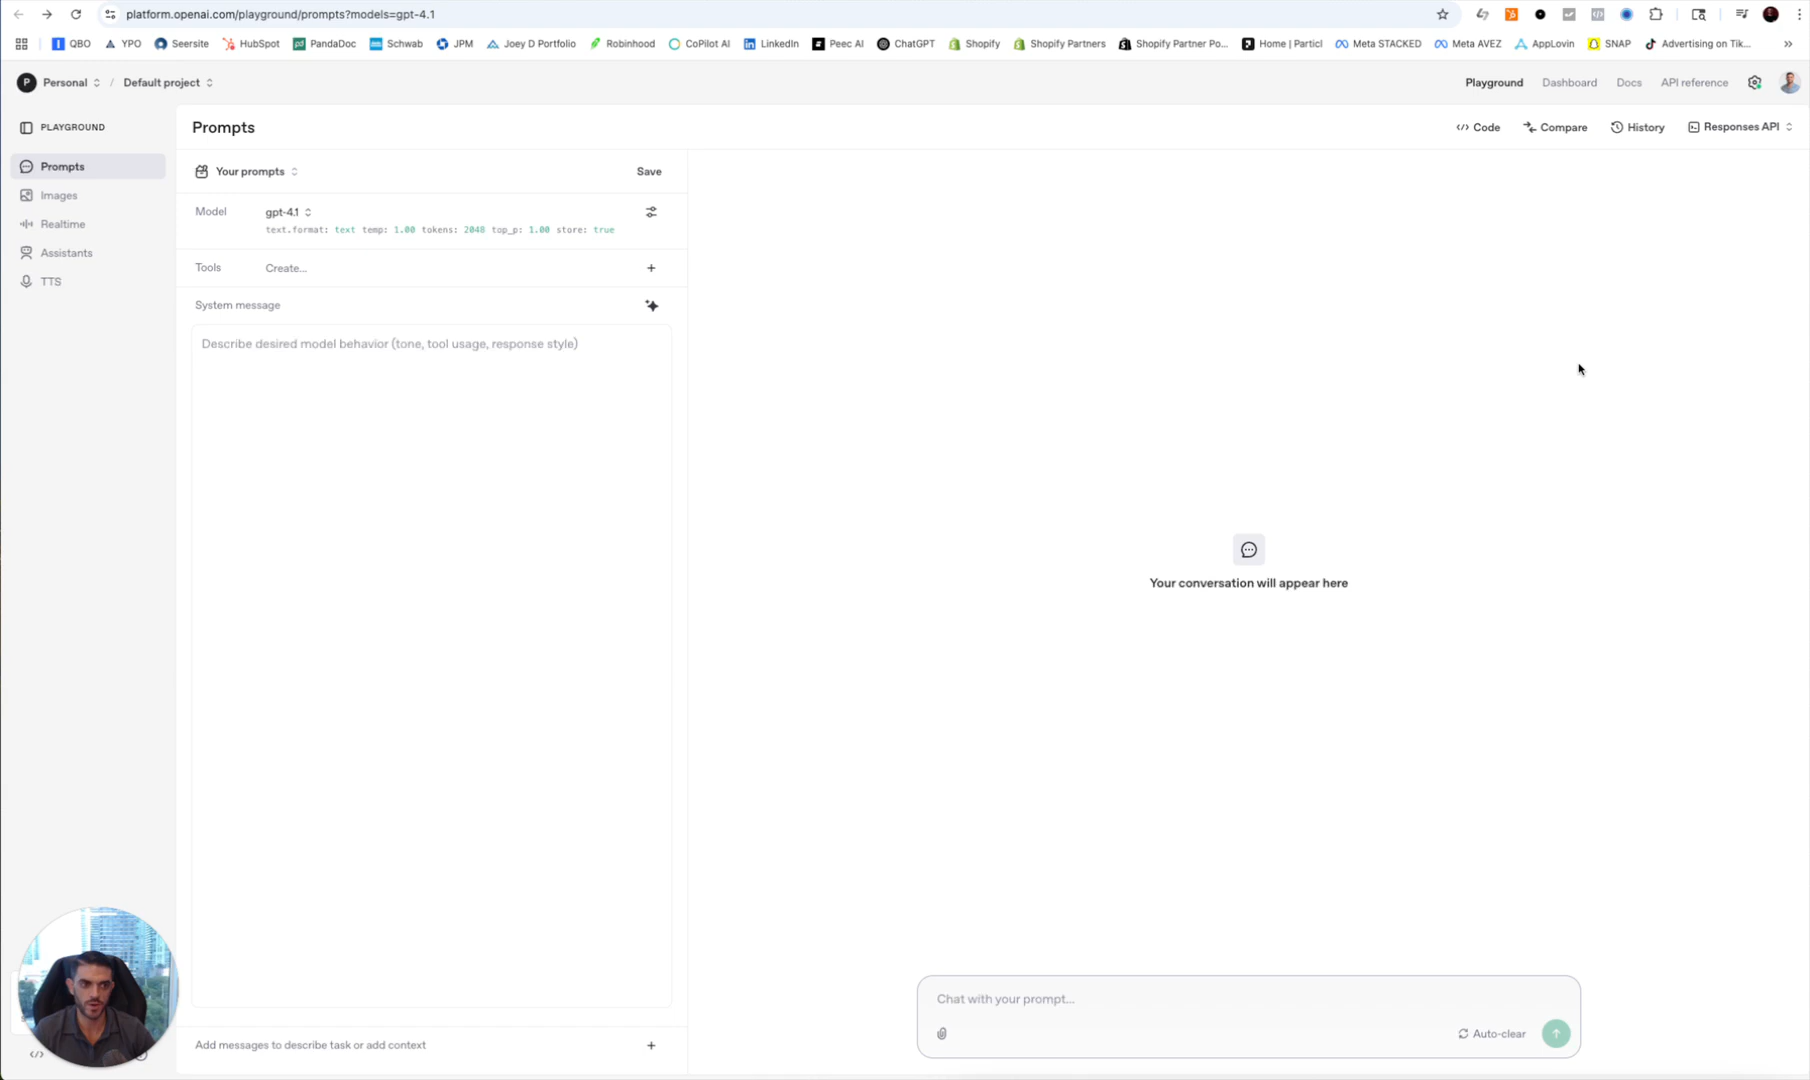 platform.openai.com/playground/prompts?models=gpt-4.1
QBO YPO Seersite HubSpot PandaDoc Schwab JPM Joey D Portfolio Robinhood CoPilot AI LinkedIn Peec AI ChatGPT Shopify Shopify Partners Shopify Partner Po... Home | Particl Meta STACKED Meta AVEZ AppLovin SNAP Advertising on Tik... »
P Personal / Default project
Playground Dashboard Docs API reference
PLAYGROUND
Prompts
Images
Realtime
Assistants
TTS
Prompts
Code Compare History Responses API
Your prompts Save
Model gpt-4.1
text.format: text temp: 1.00 tokens: 2048 top_p: 1.00 store: true
Tools Create... +
System message
Describe desired model behavior (tone, tool usage, response style)
Your conversation will appear here
Chat with your prompt...
Auto-clear
Add messages to describe task or add context +